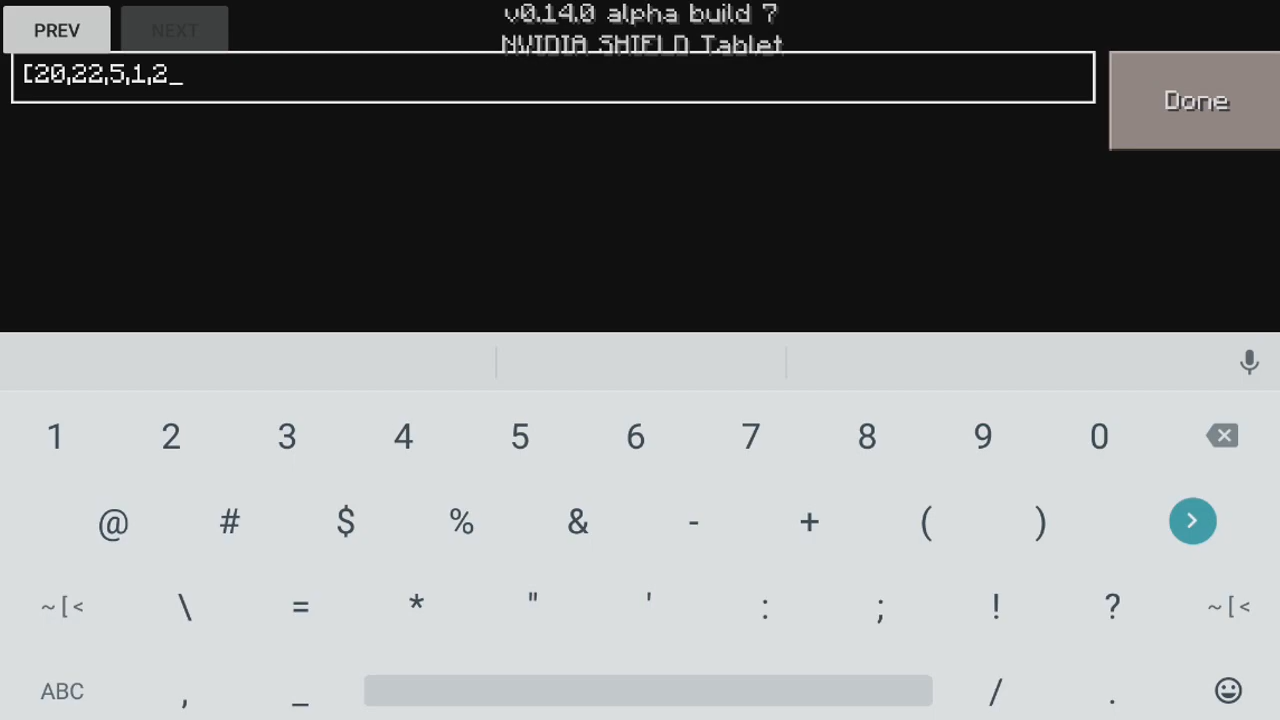 PREV
NEXT
v0.14.0 alpha build 7
NVIDIA SHIELD Tablet
[20,22,5,1,2_
Done
1 2 3 4 5 6 7 8 9 0
@ # $ % & - + ( )
~[< \ = * " ' : ; ! ? ~[<
ABC , _ / .